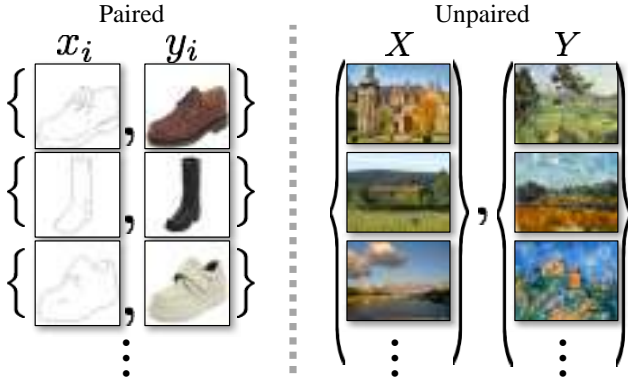 Paired
Unpaired
x_i y_i
X Y
{ , }
{ , }
{ , }
{ } , { }
⋮
⋮ ⋮